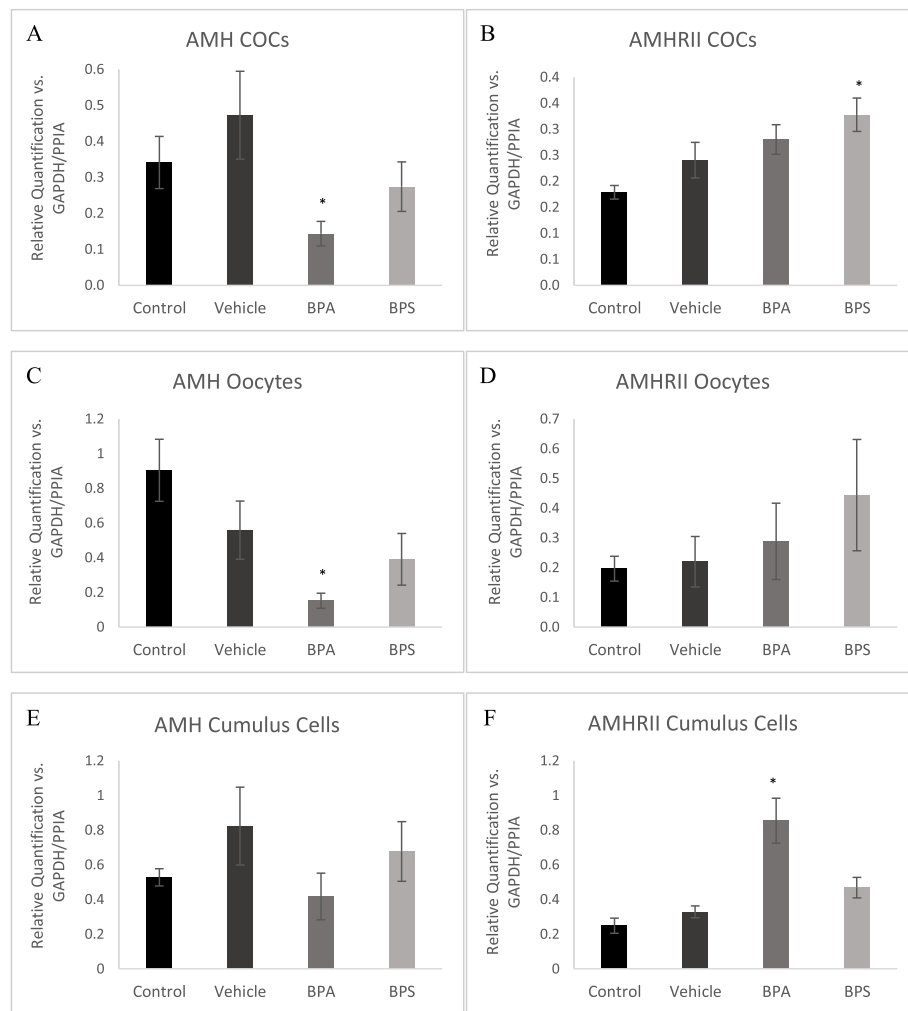 A
AMH COCs
Relative Quantification vs.
GAPDH/PPIA
0.6
0.5
0.4
0.3
0.2
0.1
0.0
*
Control Vehicle BPA BPS
B
AMHRII COCs
Relative Quantification vs.
GAPDH/PPIA
0.4
0.4
0.3
0.3
0.2
0.2
0.1
0.1
0.0
*
Control Vehicle BPA BPS
C
AMH Oocytes
Relative Quantification vs.
GAPDH/PPIA
1.2
1
0.8
0.6
0.4
0.2
0
*
Control Vehicle BPA BPS
D
AMHRII Oocytes
Relative Quantification vs.
GAPDH/PPIA
0.7
0.6
0.5
0.4
0.3
0.2
0.1
0.0
Control Vehicle BPA BPS
E
AMH Cumulus Cells
Relative Quantification vs.
GAPDH/PPIA
1.2
1
0.8
0.6
0.4
0.2
0
Control Vehicle BPA BPS
F
AMHRII Cumulus Cells
Relative Quantification vs.
GAPDH/PPIA
1.2
1
0.8
0.6
0.4
0.2
0
*
Control Vehicle BPA BPS